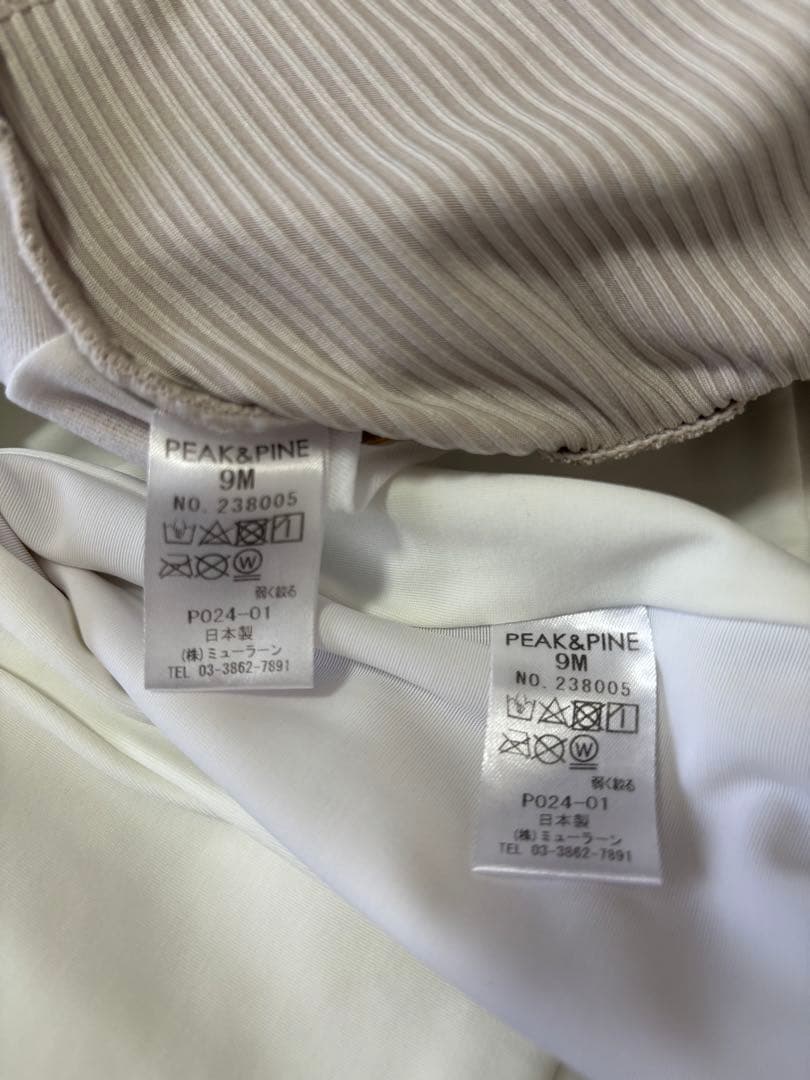 PEAK&PINE
9M
NO. 238005
W
弱く絞る
P024-01
日本製
(株)ミューラーン
TEL 03-3862-7891
PEAK&PINE
9M
NO. 238005
W
弱く絞る
P024-01
日本製
(株)ミューラーン
TEL 03-3862-7891